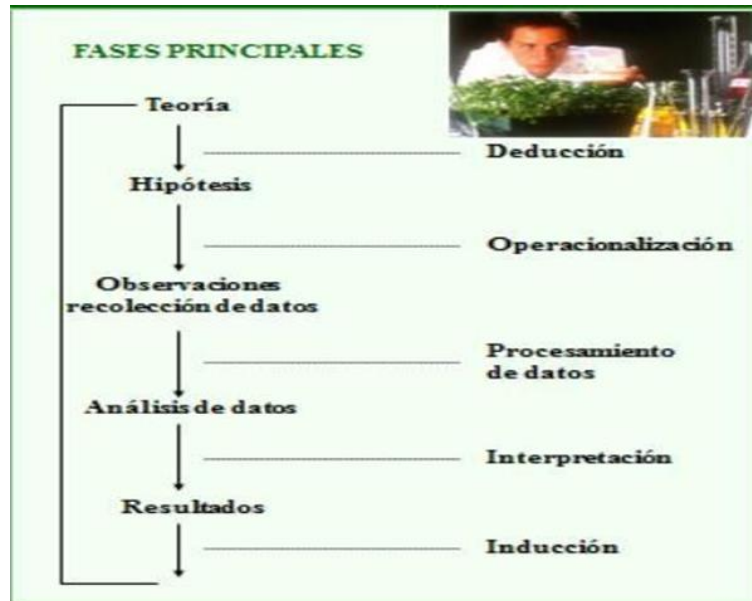 FASES PRINCIPALES
Teoría
Deducción
Hipótesis
Operacionalización
Observaciones
recolección de datos
Procesamiento
de datos
Análisis de datos
Interpretación
Resultados
Inducción